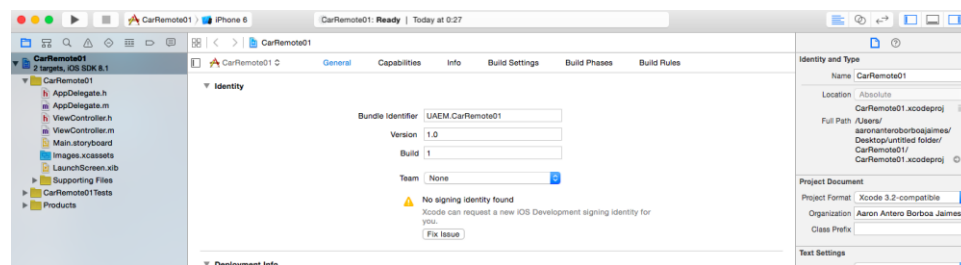 CarRemote01 〉 iPhone 6
CarRemote01: Ready | Today at 0:27
CarRemote01
2 targets, iOS SDK 8.1
CarRemote01
AppDelegate.h
AppDelegate.m
ViewController.h
ViewController.m
Main.storyboard
Images.xcassets
LaunchScreen.xib
Supporting Files
CarRemote01Tests
Products
CarRemote01
CarRemote01
General Capabilities Info Build Settings Build Phases Build Rules
Identity
Bundle Identifier UAEM.CarRemote01
Version 1.0
Build 1
Team None
No signing identity found
Xcode can request a new iOS Development signing identity for
you.
Fix Issue
Deployment Info
Identity and Type
Name CarRemote01
Location Absolute
CarRemote01.xcodeproj
Full Path /Users/
aaronanteroborboajaimes/
Desktop/untitled folder/
CarRemote01/
CarRemote01.xcodeproj
Project Document
Project Format Xcode 3.2-compatible
Organization Aaron Antero Borboa Jaimes
Class Prefix
Text Settings